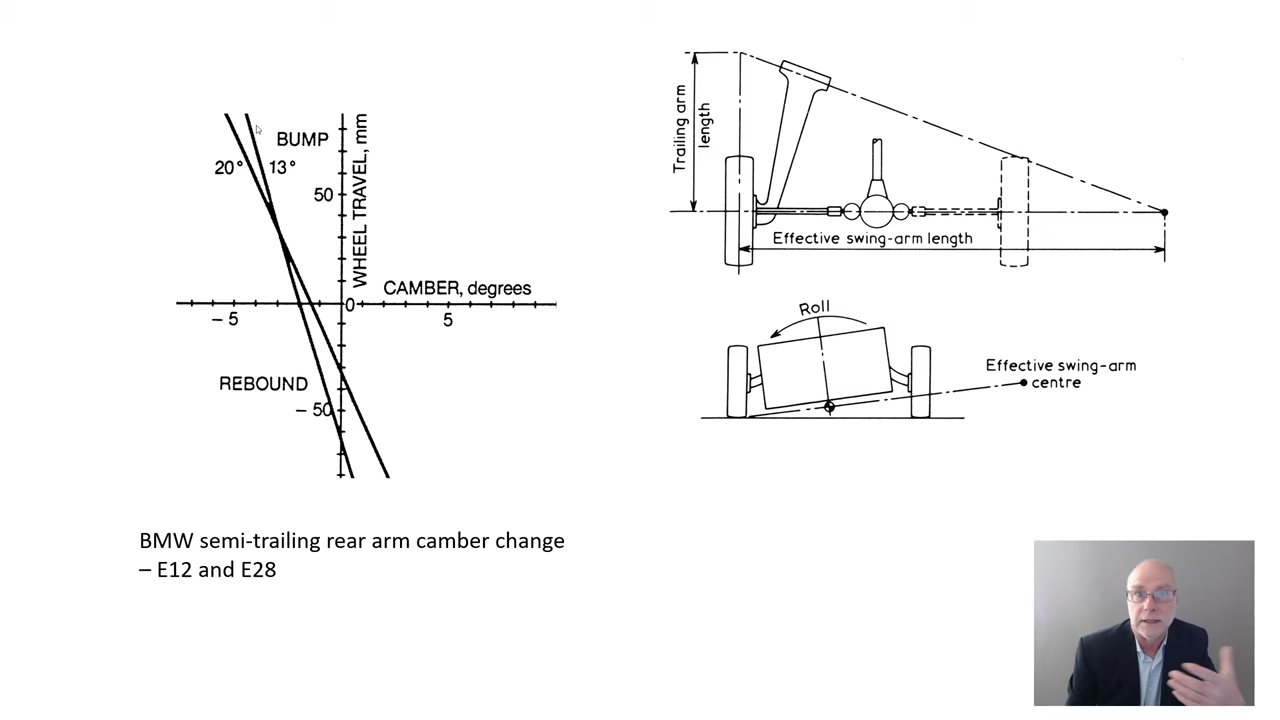 BUMP
20°
13°
50
WHEEL TRAVEL, mm
0
CAMBER, degrees
– 5
5
REBOUND
– 50
BMW semi-trailing rear arm camber change
– E12 and E28
Trailing arm
length
Effective swing-arm length
Roll
Effective swing-arm
centre